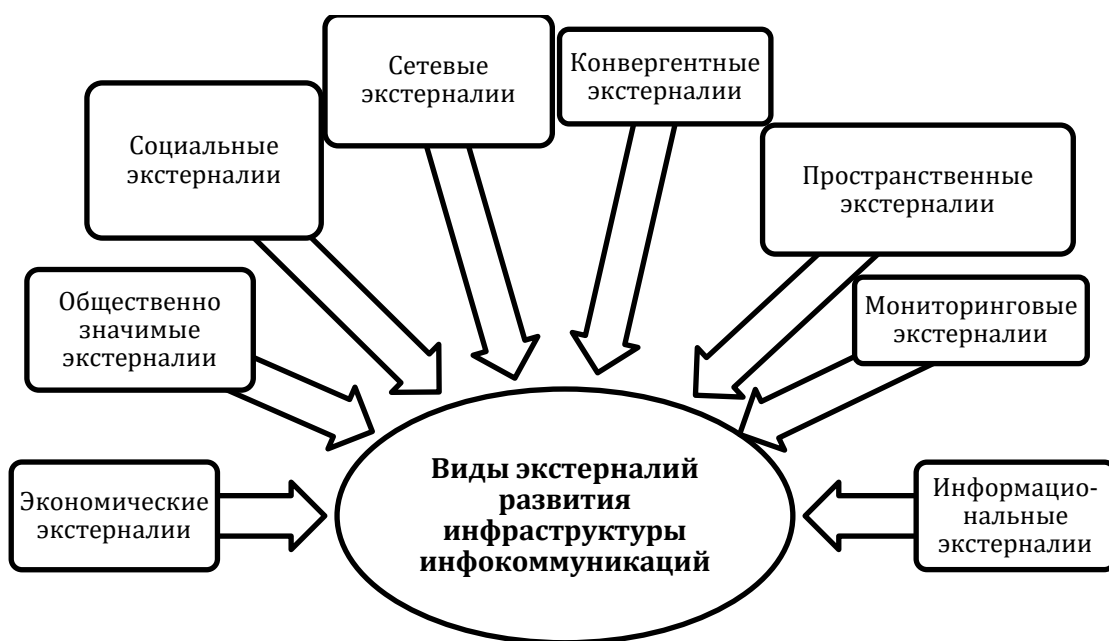 Сетевые
экстерналии
Конвергентные
экстерналии
Социальные
экстерналии
Пространственные
экстерналии
Общественно
значимые
экстерналии
Мониторинговые
экстерналии
Экономические
экстерналии
Виды экстерналий
развития
инфраструктуры
инфокоммуникаций
Информацио-
нальные
экстерналии